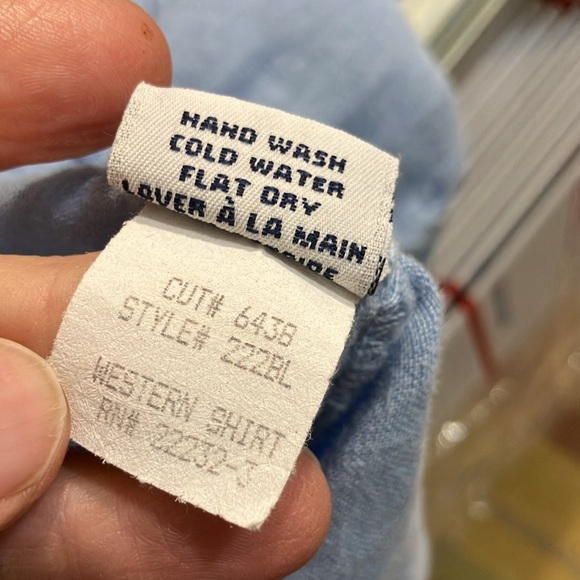 HAND WASH
COLD WATER
FLAT DRY
LAVER À LA MAIN
CUT# 6438
STYLE# 222BL
WESTERN SHIRT
RN# 22232-3